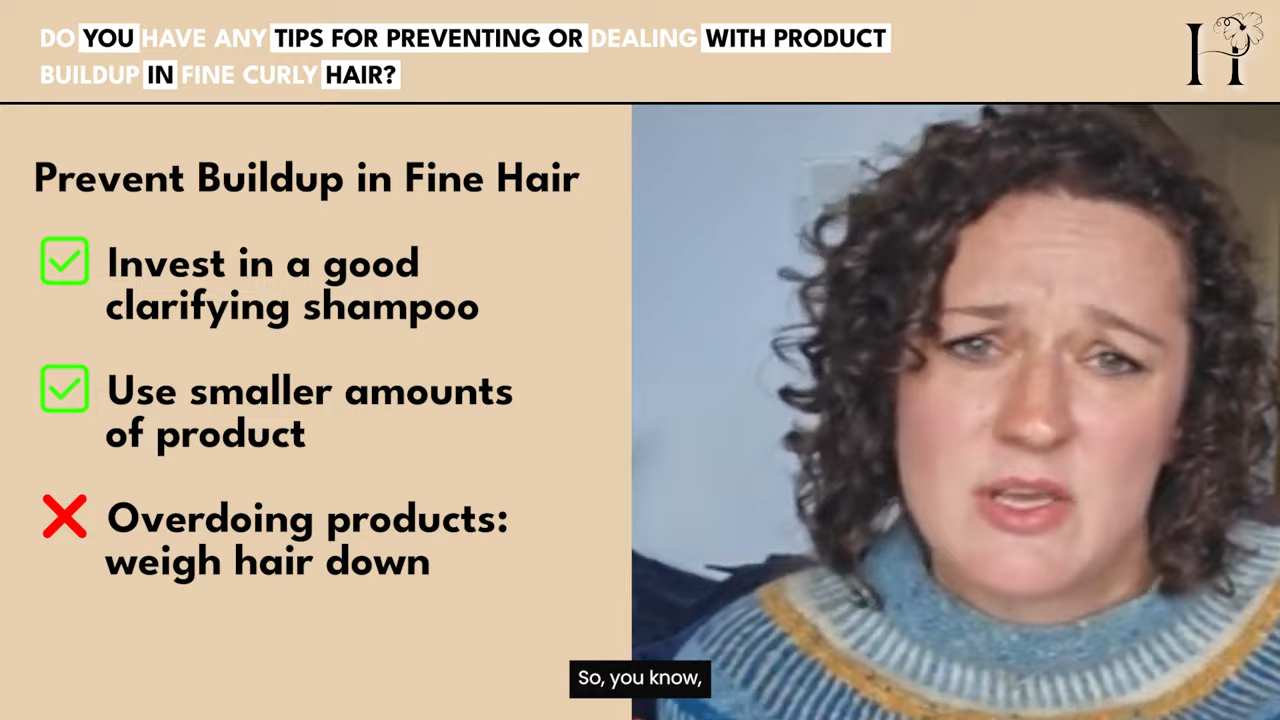 DO YOU HAVE ANY TIPS FOR PREVENTING OR DEALING WITH PRODUCT
BUILDUP IN FINE CURLY HAIR?
H
Prevent Buildup in Fine Hair
Invest in a good
clarifying shampoo
Use smaller amounts
of product
Overdoing products:
weigh hair down
So, you know,